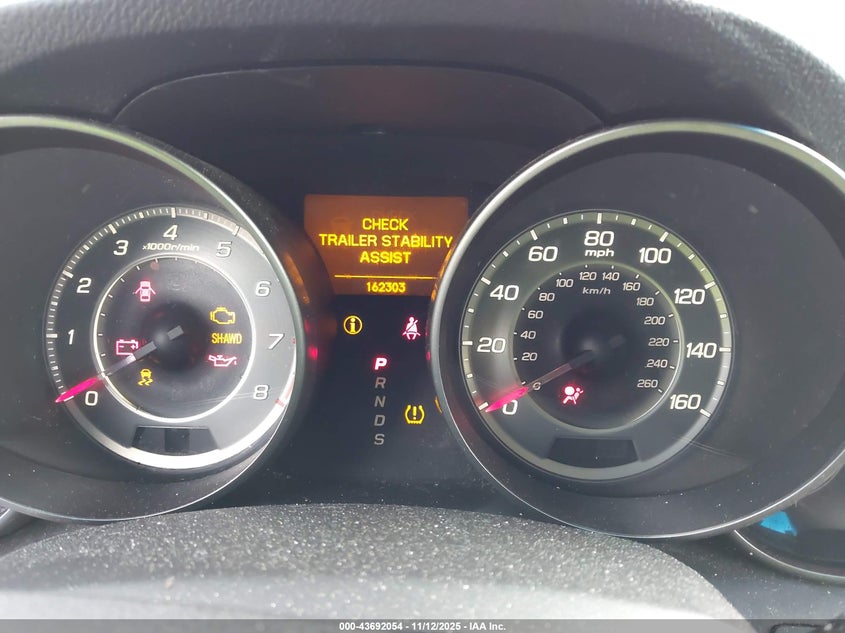 CHECK
TRAILER STABILITY
ASSIST
162303
0 1 2 3 4 5 6 7 8
x1000r/min
SHAWD
P
R
N
D
S
0 20 40 60 80 100 120 140 160
mph
0 20 40 60 80 100 120 140 160 180 200 220 240 260
km/h
000-43692054 - 11/12/2025 - IAA Inc.